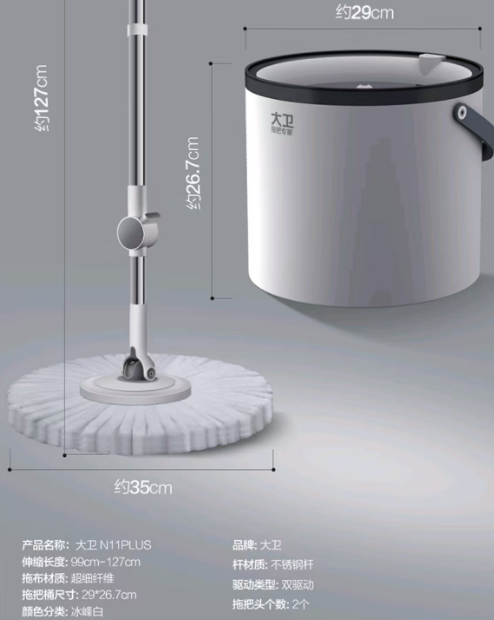 约29cm
约127cm
约26.7cm
大卫
拖把专家
约35cm
产品名称: 大卫 N11PLUS
伸缩长度: 99cm-127cm
拖布材质: 超细纤维
拖把桶尺寸: 29*26.7cm
颜色分类: 冰峰白
品牌: 大卫
杆材质: 不锈钢杆
驱动类型: 双驱动
拖把头个数: 2个